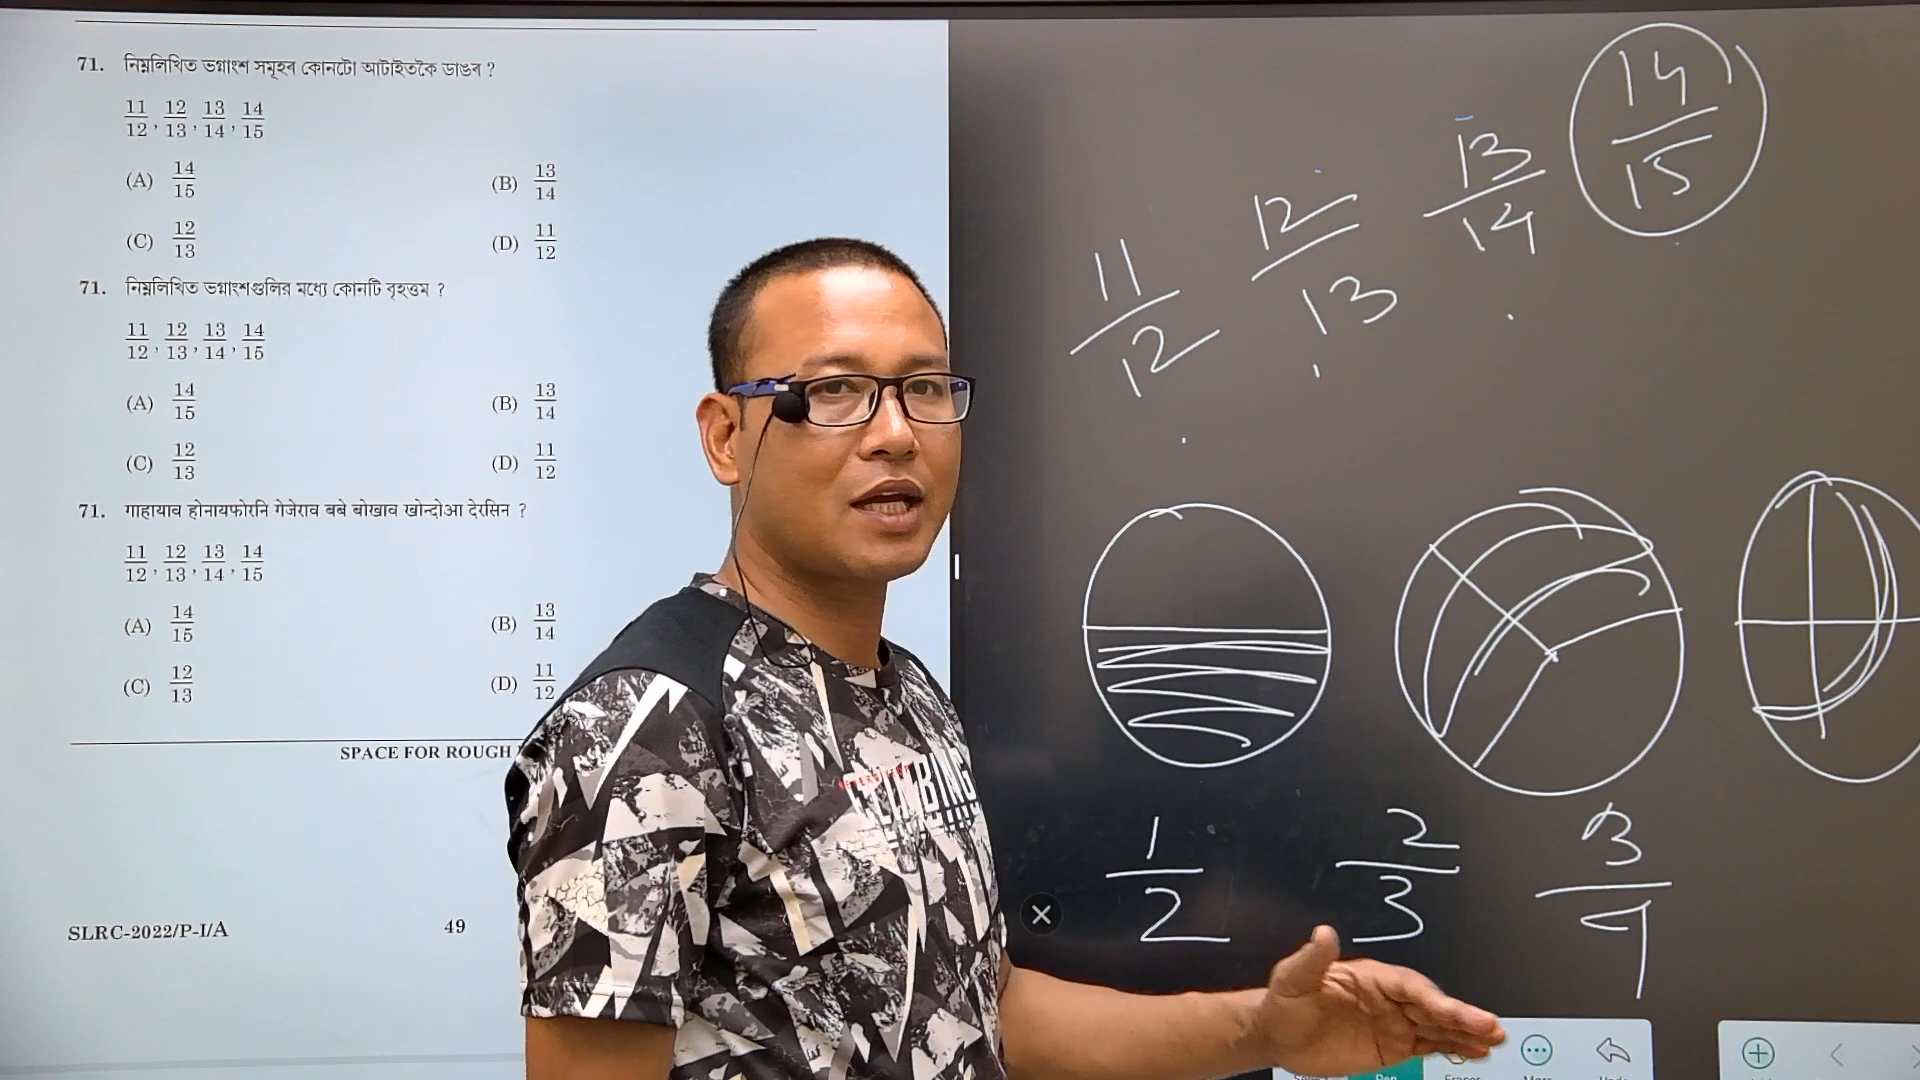 71. নিম্নলিখিত ভগ্নাংশ সমূহৰ কোনটো আটাইতকৈ ডাঙৰ ?
11/12, 12/13, 13/14, 14/15
(A) 14/15 (B) 13/14
(C) 12/13 (D) 11/12
71. নিম্নলিখিত ভগ্নাংশগুলির মধ্যে কোনটি বৃহত্তম ?
11/12, 12/13, 13/14, 14/15
(A) 14/15 (B) 13/14
(C) 12/13 (D) 11/12
71. गाहायाव होनायफोरनि गेजेराव बबे बोखाव खोन्दोआ देरसिन ?
11/12, 12/13, 13/14, 14/15
(A) 14/15 (B) 13/14
(C) 12/13 (D) 11/12
SPACE FOR ROUGH
SLRC-2022/P-I/A 49
11/12 12/13 13/14 14/15
1/2 2/3 3/4